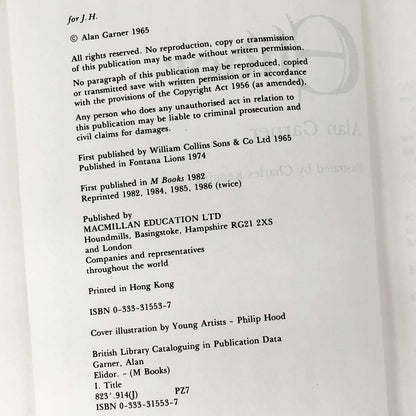 for J. H.
© Alan Garner 1965
All rights reserved. No reproduction, copy or transmission
of this publication may be made without written permission.
No paragraph of this publication may be reproduced, copied
or transmitted save with written permission or in accordance
with the provisions of the Copyright Act 1956 (as amended).
Any person who does any unauthorised act in relation to
this publication may be liable to criminal prosecution and
civil claims for damages.
First published by William Collins Sons & Co Ltd 1965
Published in Fontana Lions 1974
First published in M Books 1982
Reprinted 1982, 1984, 1985, 1986 (twice)
Published by
MACMILLAN EDUCATION LTD
Houndmills, Basingstoke, Hampshire RG21 2XS
and London
Companies and representatives
throughout the world
Printed in Hong Kong
ISBN 0-333-31553-7
Cover illustration by Young Artists - Philip Hood
British Library Cataloguing in Publication Data
Garner, Alan
Elidor. - (M Books)
I. Title
823'.914(J) PZ7
ISBN 0-333-31553-7
Alan Garner
Illustrated by Charles